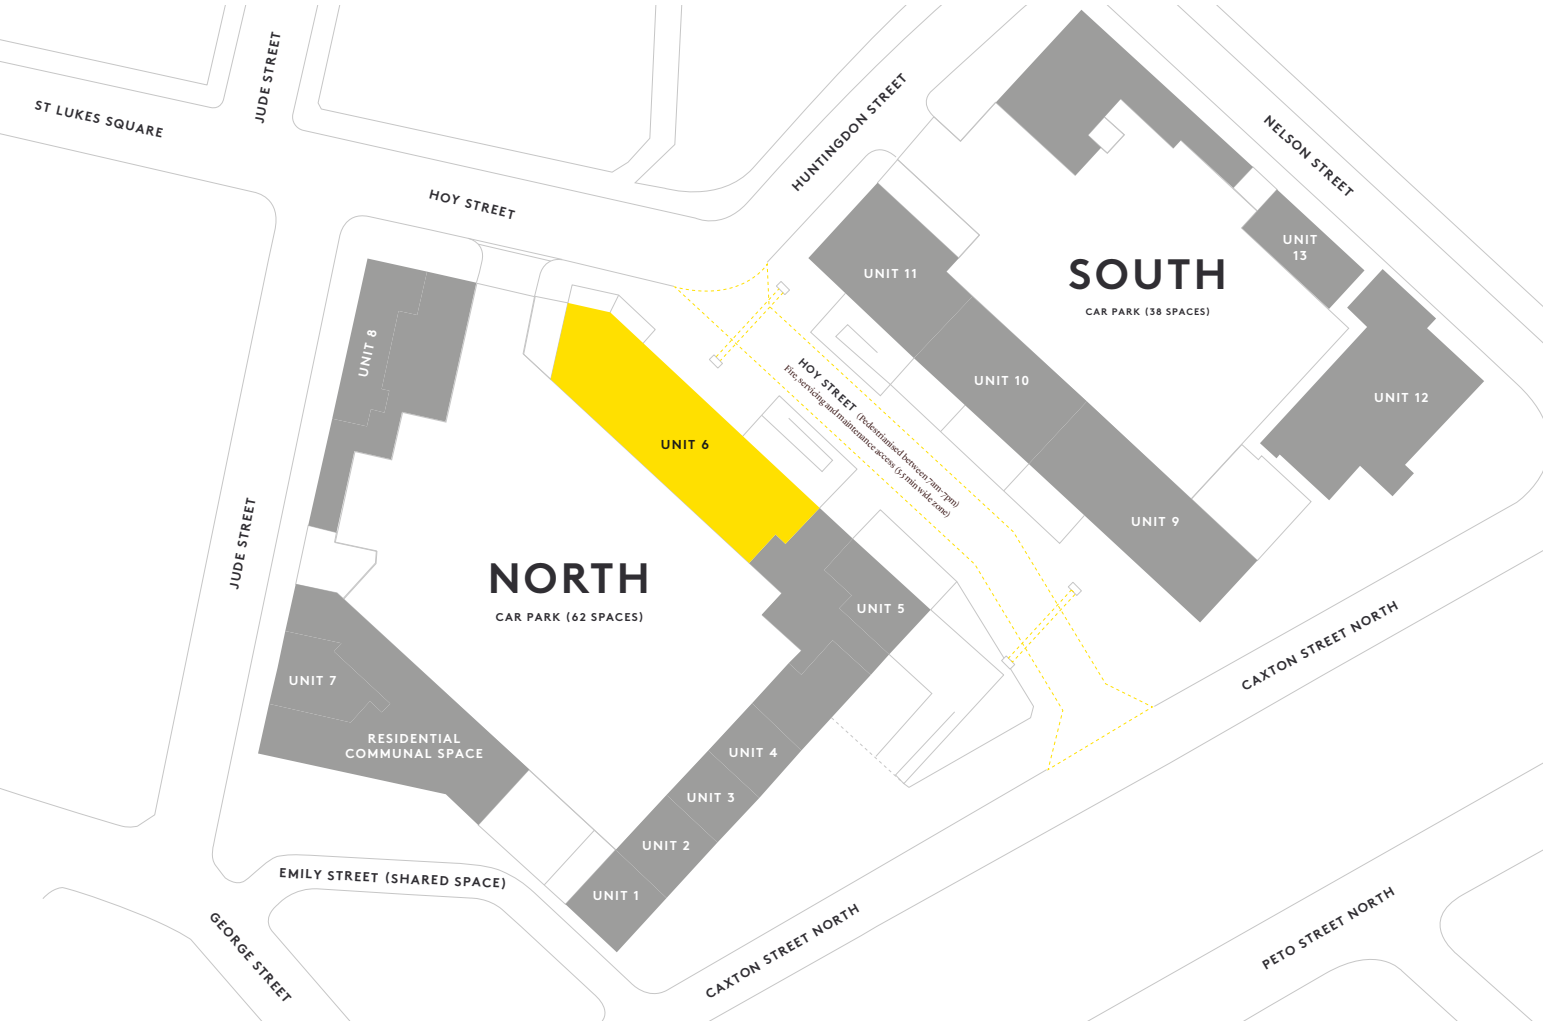 JUDE STREET
ST LUKES SQUARE
HOY STREET
HUNTINGDON STREET
NELSON STREET
UNIT
13
UNIT 11
SOUTH
CAR PARK (38 SPACES)
UNIT 8
UNIT 10
UNIT 12
HOY STREET (Pedestrianised between 7am-7pm)
Fire, servicing and maintenance access (5.5 min wide zone)
UNIT 6
UNIT 9
JUDE STREET
NORTH
CAR PARK (62 SPACES)
UNIT 5
CAXTON STREET NORTH
UNIT 7
RESIDENTIAL
COMMUNAL SPACE
UNIT 4
UNIT 3
UNIT 2
UNIT 1
EMILY STREET (SHARED SPACE)
GEORGE STREET
CAXTON STREET NORTH
PETO STREET NORTH